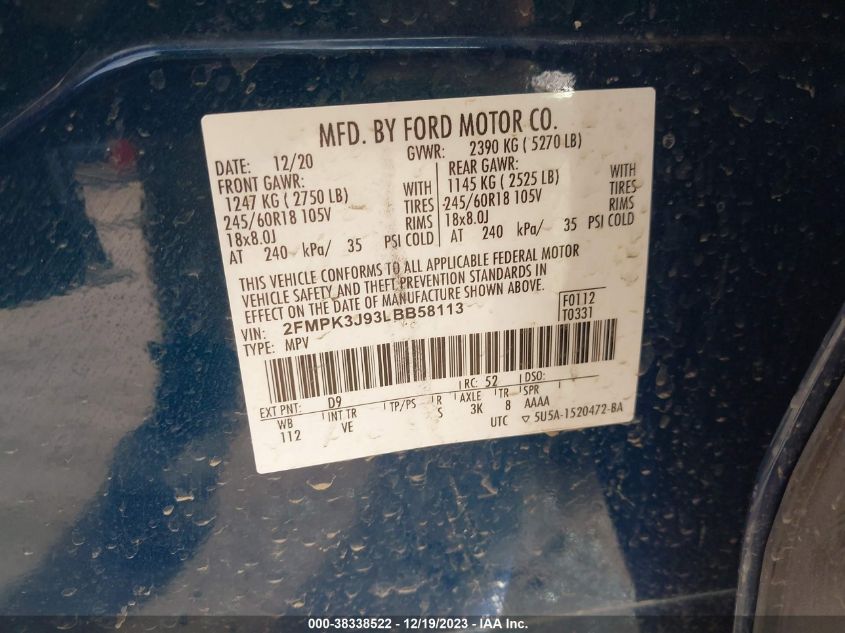 MFD. BY FORD MOTOR CO.
DATE: 12/20 GVWR: 2390 KG ( 5270 LB)
FRONT GAWR: REAR GAWR:
1247 KG ( 2750 LB) WITH 1145 KG ( 2525 LB) WITH
245/60R18 105V TIRES 245/60R18 105V TIRES
18x8.0J RIMS 18x8.0J RIMS
AT 240 kPa/ 35 PSI COLD AT 240 kPa/ 35 PSI COLD
THIS VEHICLE CONFORMS TO ALL APPLICABLE FEDERAL MOTOR
VEHICLE SAFETY AND THEFT PREVENTION STANDARDS IN
EFFECT ON THE DATE OF MANUFACTURE SHOWN ABOVE.
VIN: 2FMPK3J93LBB58113 F0112
TYPE: MPV T0331
EXT PNT: D9 RC: 52 DSO:
WB INT TR TP/PS R AXLE TR SPR
112 VE S 3K 8 AAAA
UTC ▽ 5U5A-1520472-BA
000-38338522 - 12/19/2023 - IAA Inc.